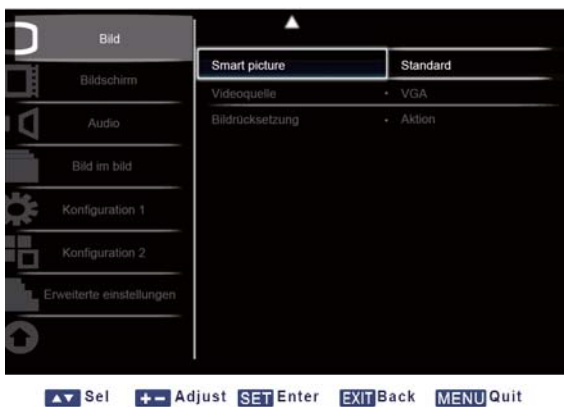 Bild
Bildschirm
Audio
Bild im bild
Konfiguration 1
Konfiguration 2
Erweiterte einstellungen
Smart picture Standard
Videoquelle • VGA
Bildrücksetzung • Aktion
▲▼ Sel +− Adjust SET Enter EXIT Back MENU Quit